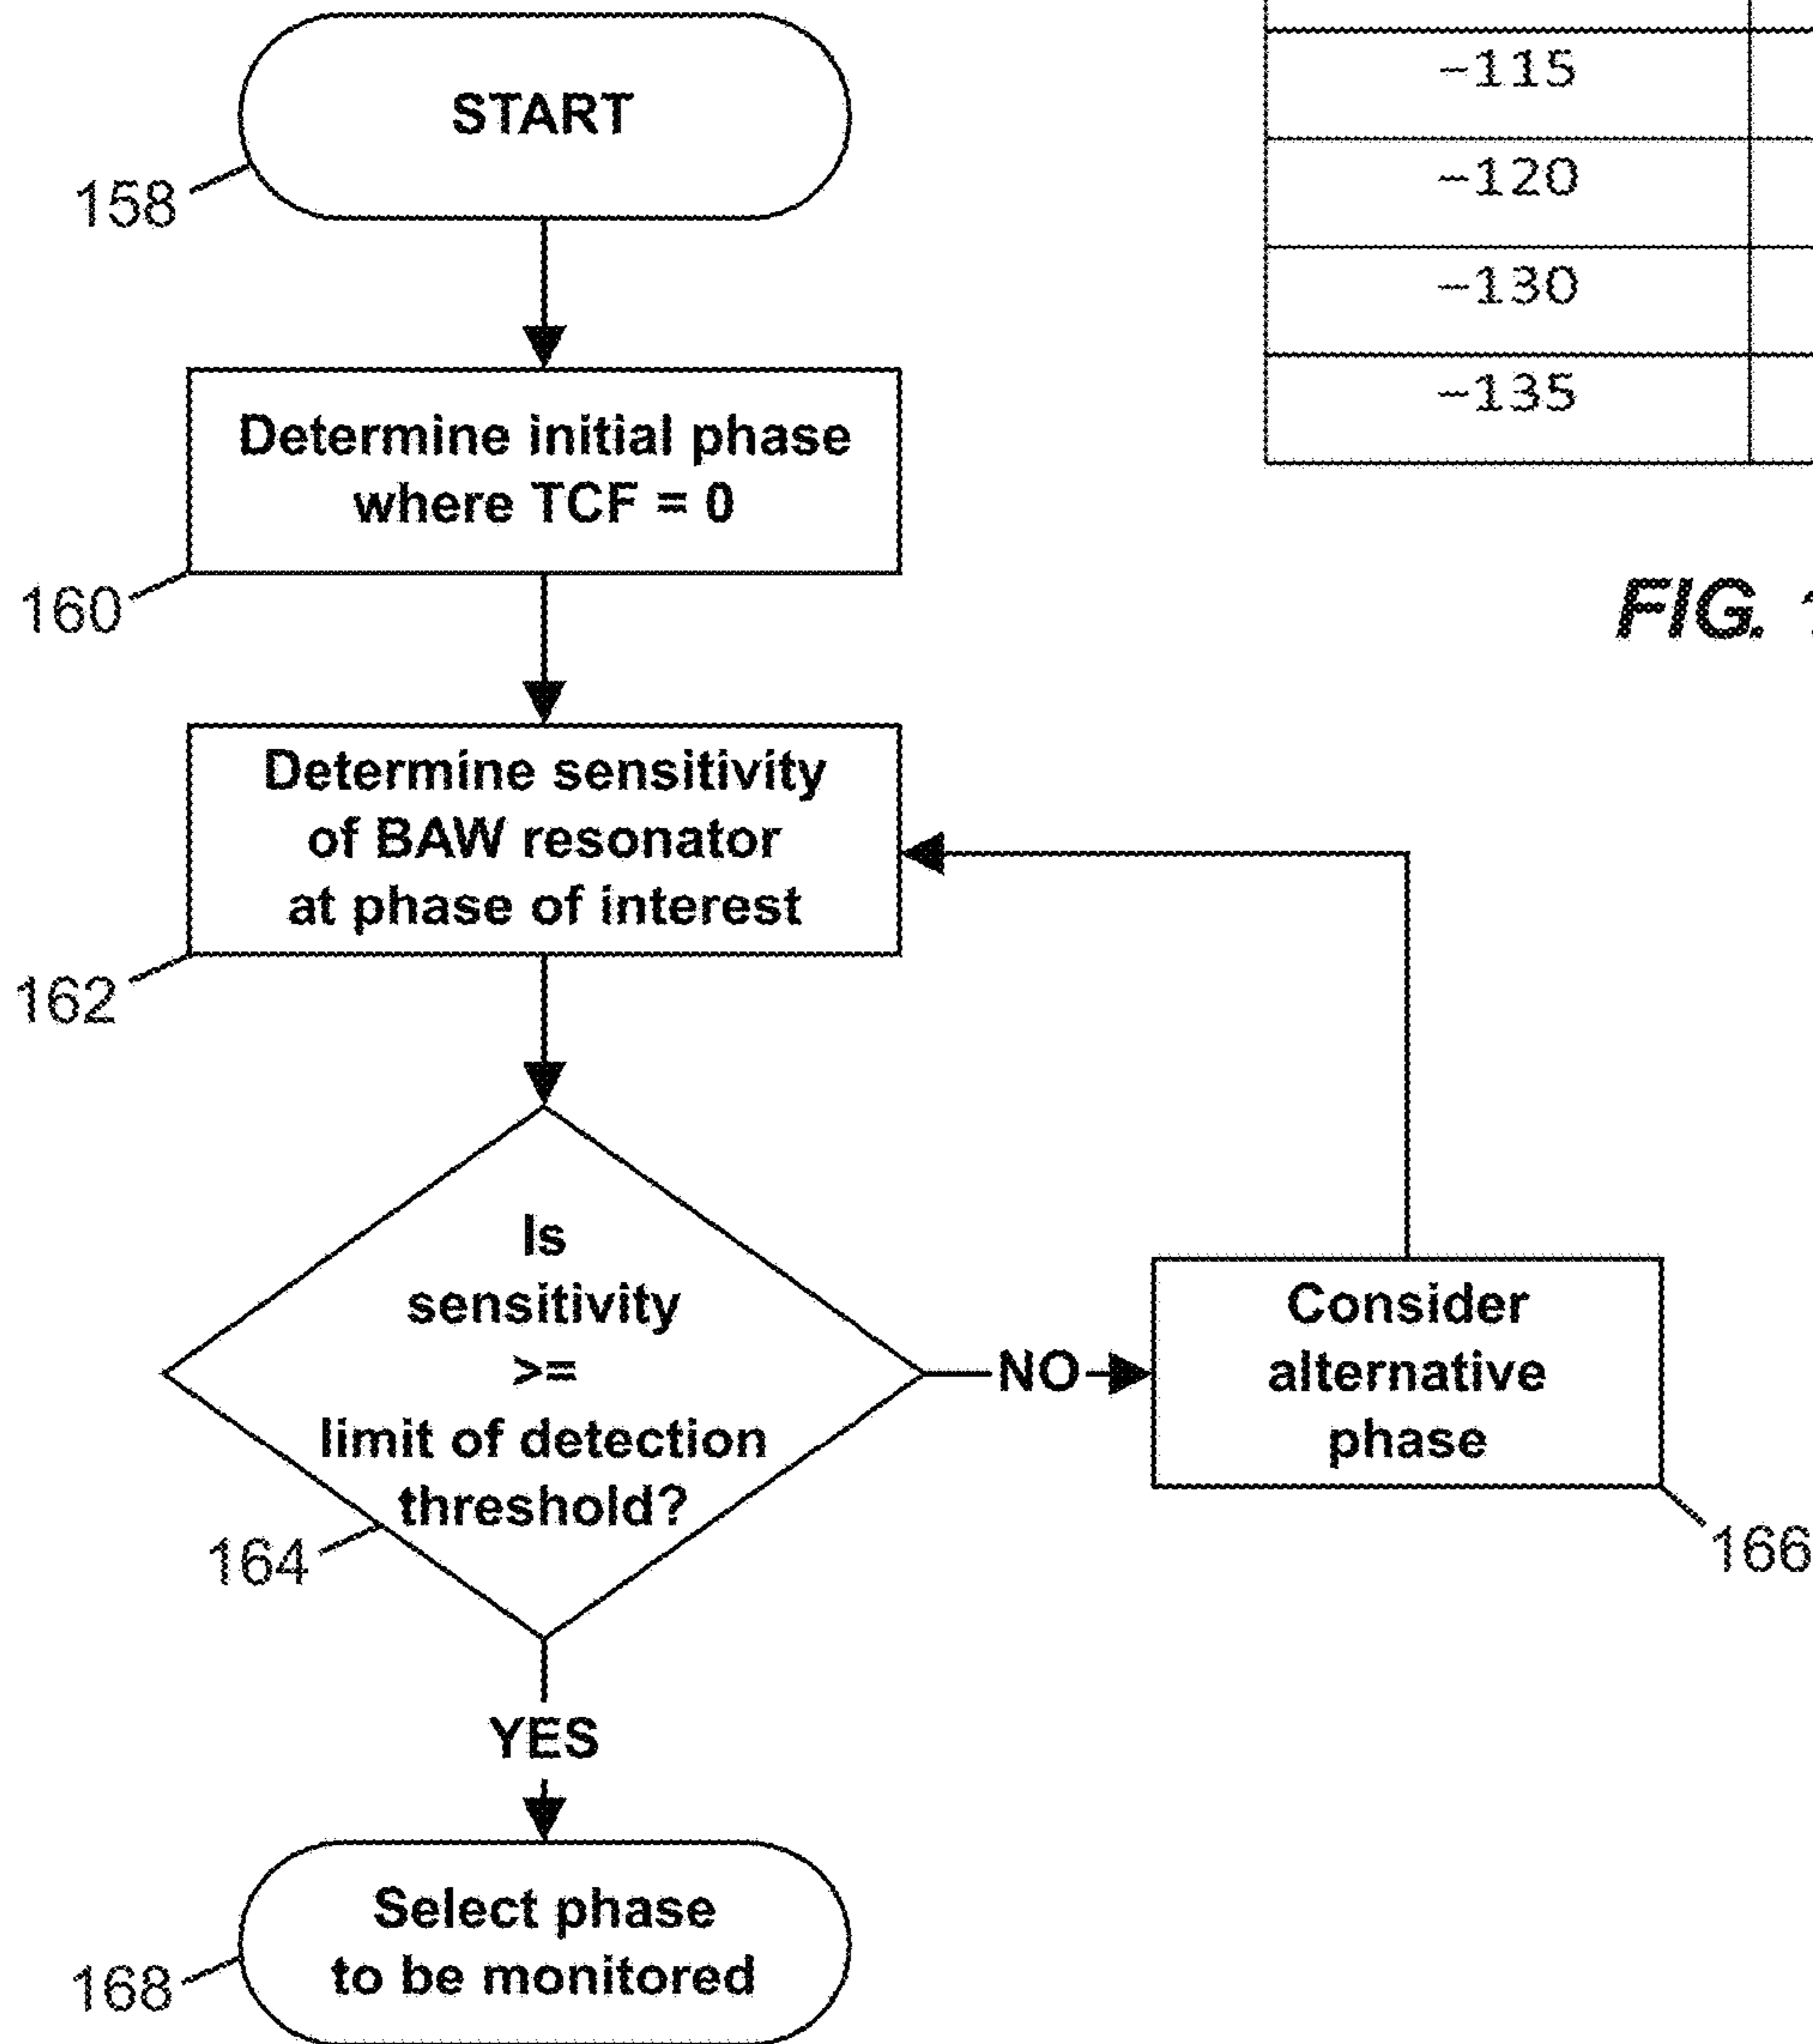 START
158
Determine initial phase
where TCF = 0
160
Determine sensitivity
of BAW resonator
at phase of interest
162
Is
sensitivity
>=
limit of detection
threshold?
164
NO
Consider
alternative
phase
166
YES
Select phase
to be monitored
168
-115
-120
-130
-135
FIG.